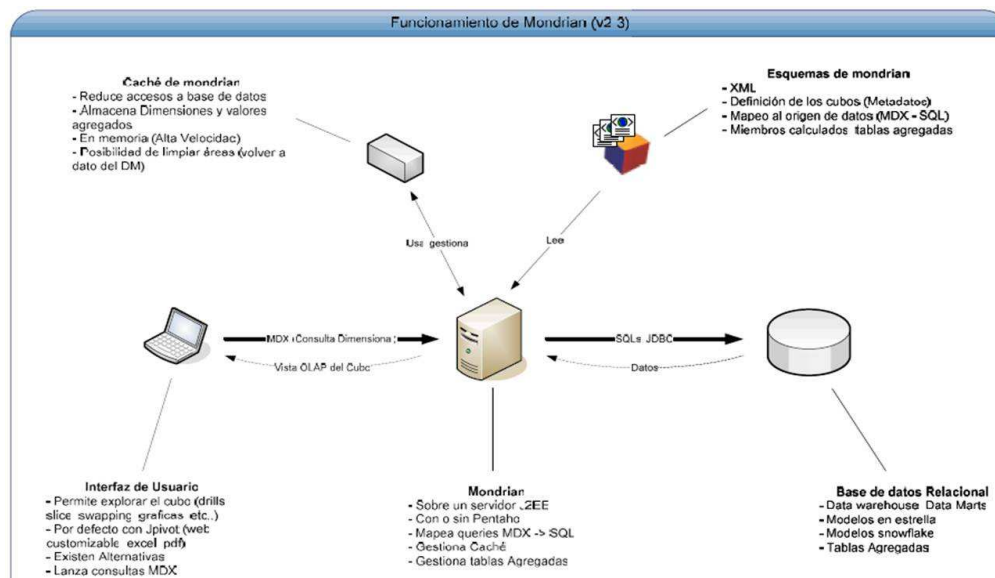 Funcionamiento de Mondrian (v2 3)
Caché de mondrian
- Reduce accesos a base de datos
- Almacena Dimensiones y valores
agregados
- En memoria (Alta Velocidad)
- Posibilidad de limpiar áreas (volver a
dato del DM)
Esquemas de mondrian
- XML
- Definición de los cubos (Metadatos)
- Mapeo al origen de datos (MDX - SQL)
- Miembros calculados tablas agregadas
Usa gestiona
Lee
MDX (Consulta Dimensional)
Vista OLAP del Cubo
SQLs JDBC
Datos
Interfaz de Usuario
- Permite explorar el cubo (drills
slice swapping graficas etc..)
- Por defecto con Jpivot (web
customizable excel pdf)
- Existen Alternativas
- Lanza consultas MDX
Mondrian
- Sobre un servidor J2EE
- Con o sin Pentaho
- Mapea queries MDX -> SQL
- Gestiona Caché
- Gestiona tablas Agregadas
Base de datos Relacional
- Data warehouse Data Marts
- Modelos en estrella
- Modelos snowflake
- Tablas Agregadas